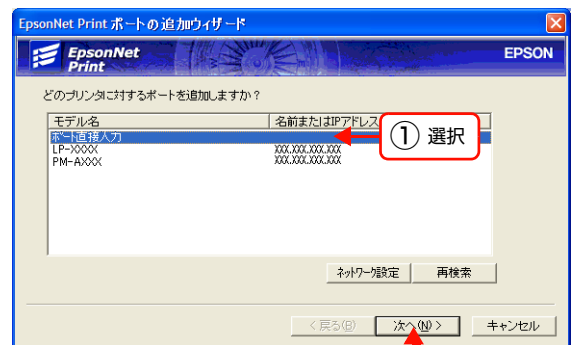 EpsonNet Print ポートの追加ウィザード
EpsonNet
Print
EPSON
どのプリンタに対するポートを追加しますか？
モデル名 名前またはIPアドレス
ポート直接入力
LP-XXXX XXX.XXX.XXX.XXX
PM-AXXX XXX.XXX.XXX.XXX
① 選択
ネットワーク設定 再検索
< 戻る(B) 次へ(N) > キャンセル